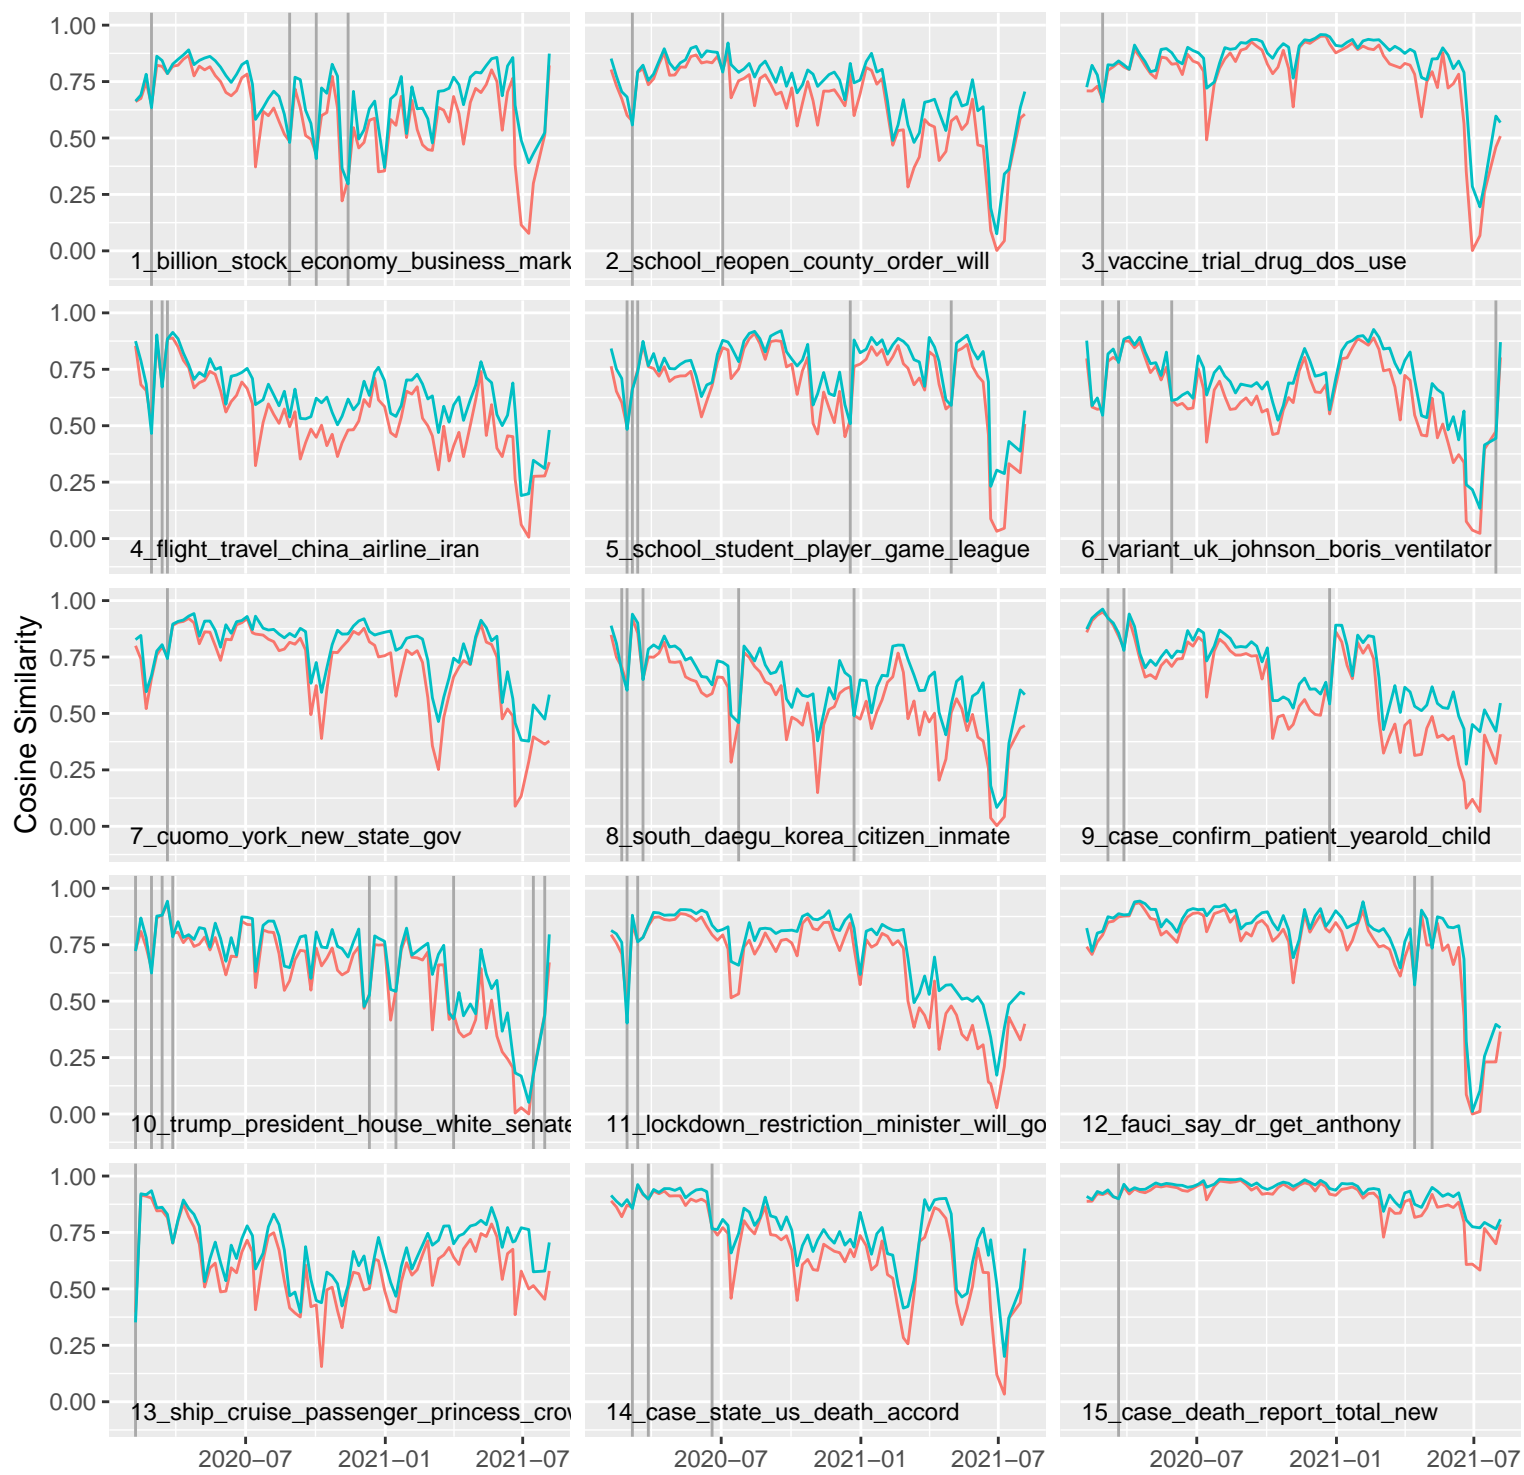 Cosine Similarity
1.00
0.75
0.50
0.25
0.00
1_billion_stock_economy_business_mark
2_school_reopen_county_order_will
3_vaccine_trial_drug_dos_use
1.00
0.75
0.50
0.25
0.00
4_flight_travel_china_airline_iran
5_school_student_player_game_league
6_variant_uk_johnson_boris_ventilator
1.00
0.75
0.50
0.25
0.00
7_cuomo_york_new_state_gov
8_south_daegu_korea_citizen_inmate
9_case_confirm_patient_yearold_child
1.00
0.75
0.50
0.25
0.00
10_trump_president_house_white_senate
11_lockdown_restriction_minister_will_go
12_fauci_say_dr_get_anthony
1.00
0.75
0.50
0.25
0.00
13_ship_cruise_passenger_princess_crow
14_case_state_us_death_accord
15_case_death_report_total_new
2020−07 2021−01 2021−07
2020−07 2021−01 2021−07
2020−07 2021−01 2021−07